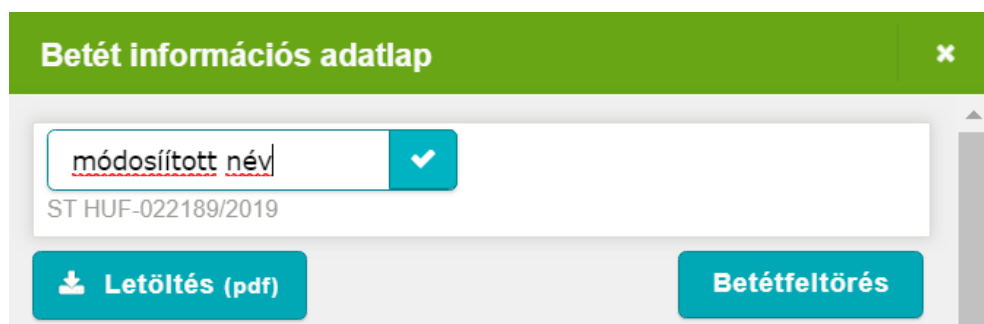 Betét információs adatlap
módosíított név
ST HUF-022189/2019
Letöltés (pdf)
Betétfeltörés